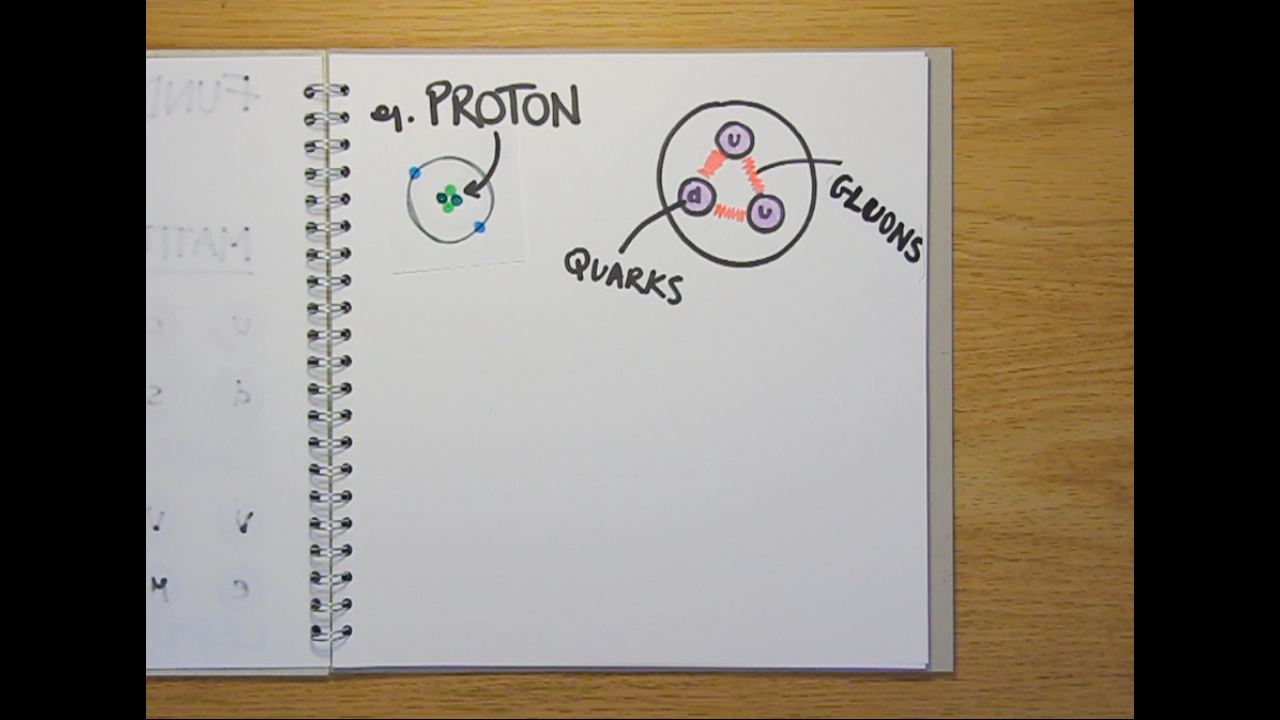 eg. PROTON
U
d
U
GLUONS
QUARKS